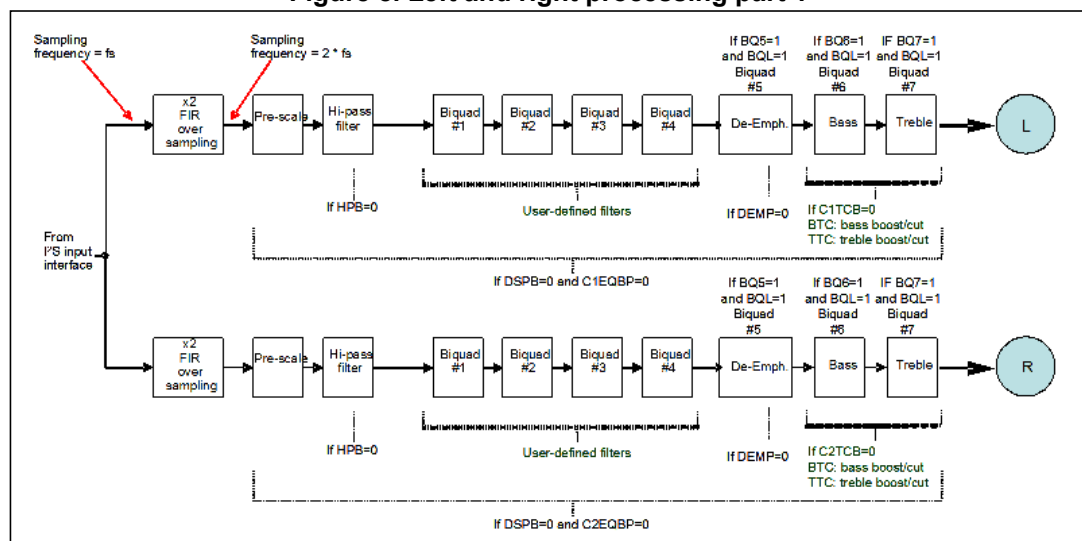 Sampling
frequency = fs
Sampling
frequency = 2 * fs
If BQ5=1
and BQL=1
Biquad
#5
If BQ6=1
and BQL=1
Biquad
#6
IF BQ7=1
and BQL=1
Biquad
#7
x2
FIR
over
sampling
Pre-scale
Hi-pass
filter
Biquad
#1
Biquad
#2
Biquad
#3
Biquad
#4
De-Emph.
Bass
Treble
L
If HPB=0
User-defined filters
If DEMP=0
If C1TCB=0
BTC: bass boost/cut
TTC: treble boost/cut
From
I²S input
interface
If DSPB=0 and C1EQBP=0
If BQ5=1
and BQL=1
Biquad
#5
If BQ6=1
and BQL=1
Biquad
#6
IF BQ7=1
and BQL=1
Biquad
#7
x2
FIR
over
sampling
Pre-scale
Hi-pass
filter
Biquad
#1
Biquad
#2
Biquad
#3
Biquad
#4
De-Emph.
Bass
Treble
R
If HPB=0
User-defined filters
If DEMP=0
If C2TCB=0
BTC: bass boost/cut
TTC: treble boost/cut
If DSPB=0 and C2EQBP=0